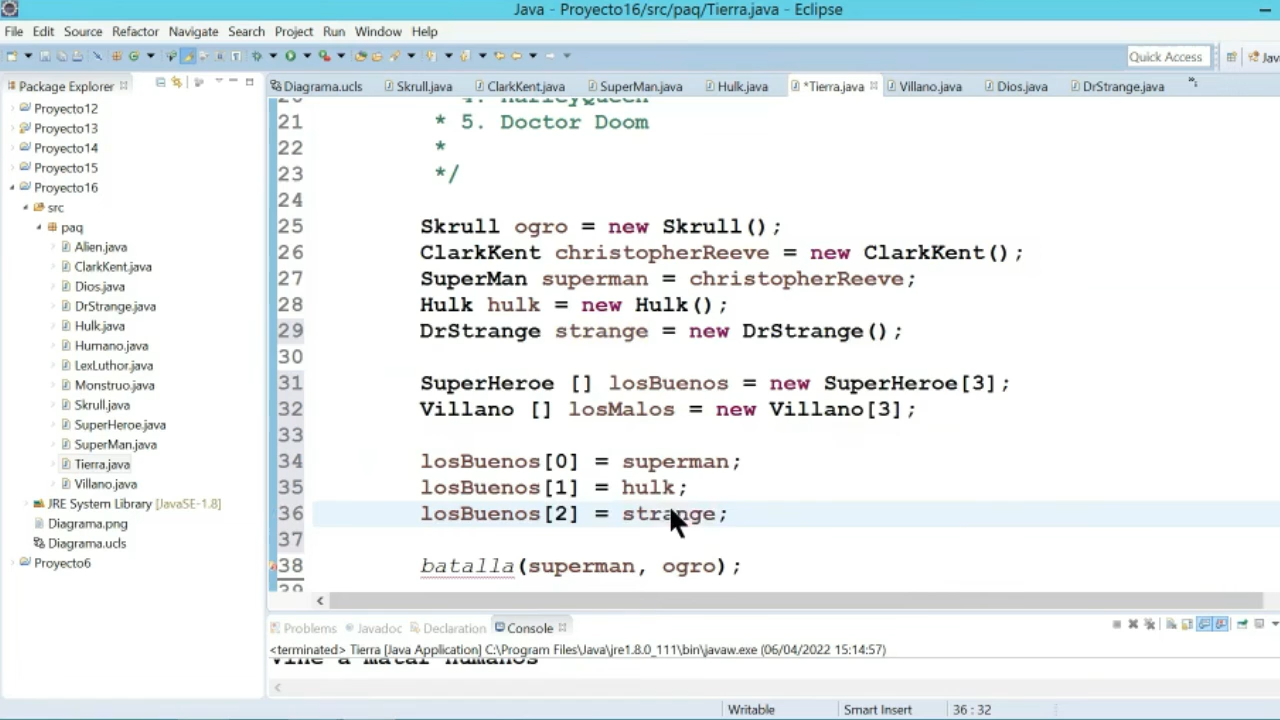 Java - Proyecto16/src/paq/Tierra.java - Eclipse
File Edit Source Refactor Navigate Search Project Run Window Help
Quick Access
Package Explorer
Diagrama.ucls Skrull.java ClarkKent.java SuperMan.java Hulk.java *Tierra.java Villano.java Dios.java DrStrange.java
Proyecto12
Proyecto13
Proyecto14
Proyecto15
Proyecto16
src
paq
Alien.java
ClarkKent.java
Dios.java
DrStrange.java
Hulk.java
Humano.java
LexLuthor.java
Monstruo.java
Skrull.java
SuperHeroe.java
SuperMan.java
Tierra.java
Villano.java
JRE System Library [JavaSE-1.8]
Diagrama.png
Diagrama.ucls
Proyecto6
20 * 4. HarleyQueen
21 * 5. Doctor Doom
22 *
23 */
24
25 Skrull ogro = new Skrull();
26 ClarkKent christopherReeve = new ClarkKent();
27 SuperMan superman = christopherReeve;
28 Hulk hulk = new Hulk();
29 DrStrange strange = new DrStrange();
30
31 SuperHeroe [] losBuenos = new SuperHeroe[3];
32 Villano [] losMalos = new Villano[3];
33
34 losBuenos[0] = superman;
35 losBuenos[1] = hulk;
36 losBuenos[2] = strange;
37
38 batalla(superman, ogro);
39
Problems Javadoc Declaration Console
<terminated> Tierra [Java Application] C:\Program Files\Java\jre1.8.0_111\bin\javaw.exe (06/04/2022 15:14:57)
vine a matar humanos
Writable Smart Insert 36 : 32